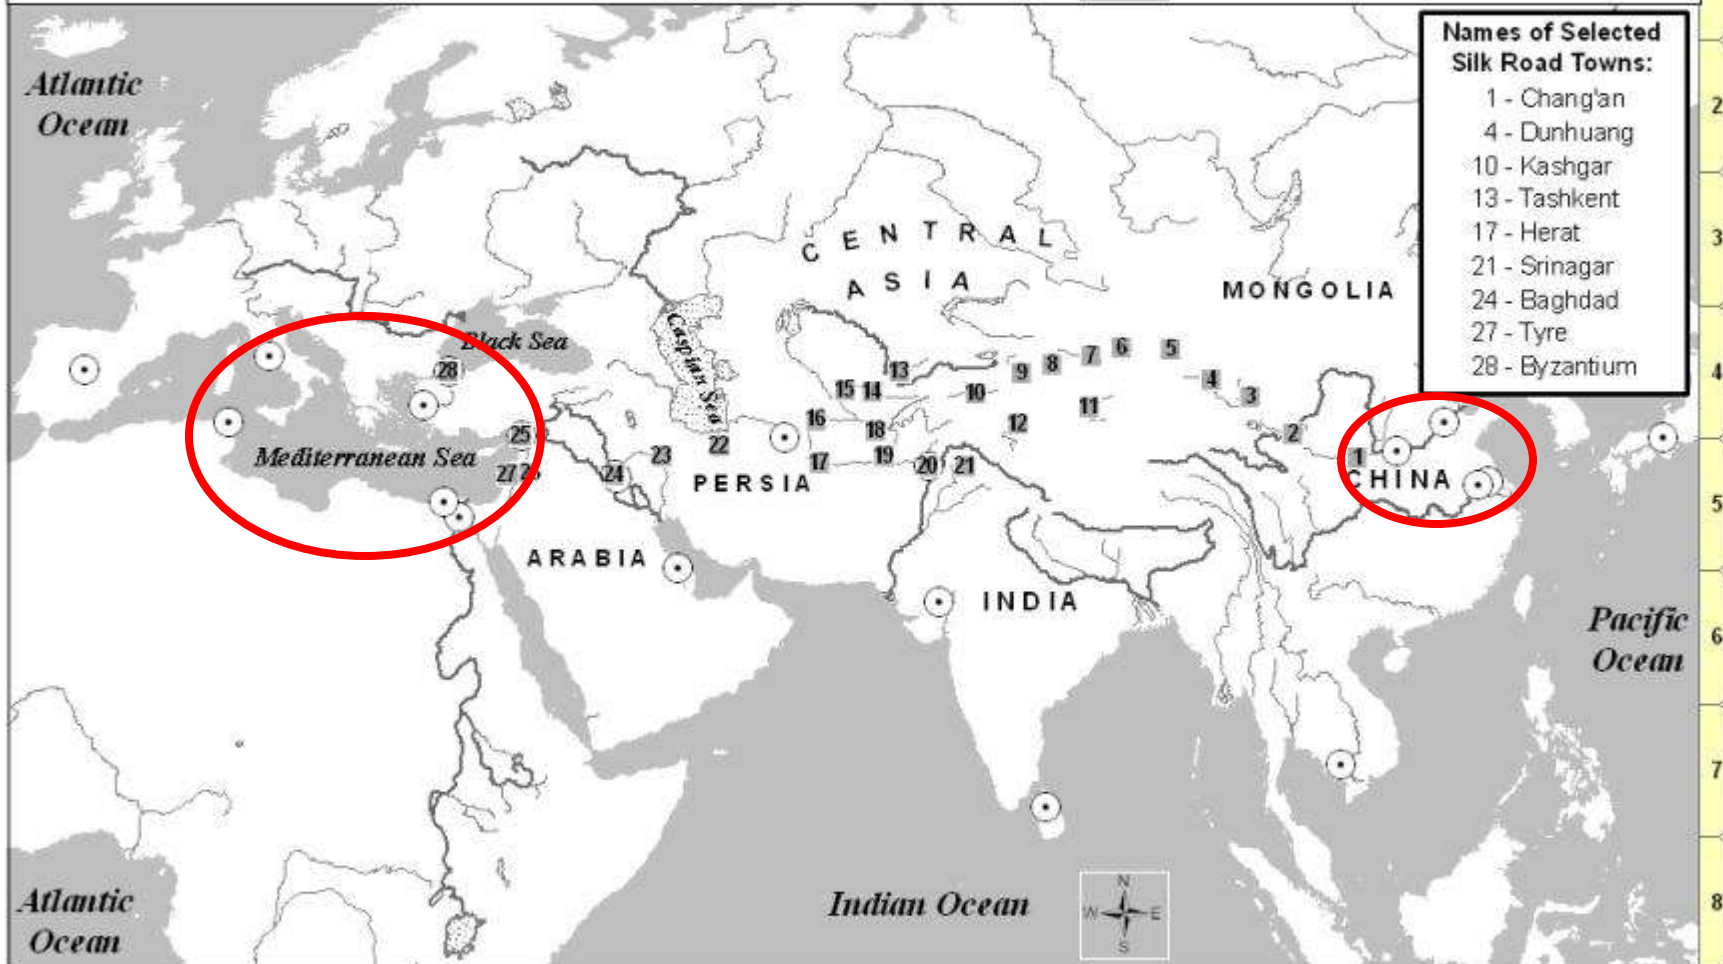 Names of Selected
Silk Road Towns:
1 - Chang'an
4 - Dunhuang
10 - Kashgar
13 - Tashkent
17 - Herat
21 - Srinagar
24 - Baghdad
27 - Tyre
28 - Byzantium
Atlantic
Ocean
CENTRAL
ASIA
MONGOLIA
Black Sea
Caspian Sea
Mediterranean Sea
PERSIA
CHINA
ARABIA
INDIA
Pacific
Ocean
Atlantic
Ocean
Indian Ocean
N
W E
S
28
25
27
24
23
22
13
15 14
16
18
17
19
20 21
10
9
8
7
6
5
12
11
4
3
2
1
2
3
4
5
6
7
8